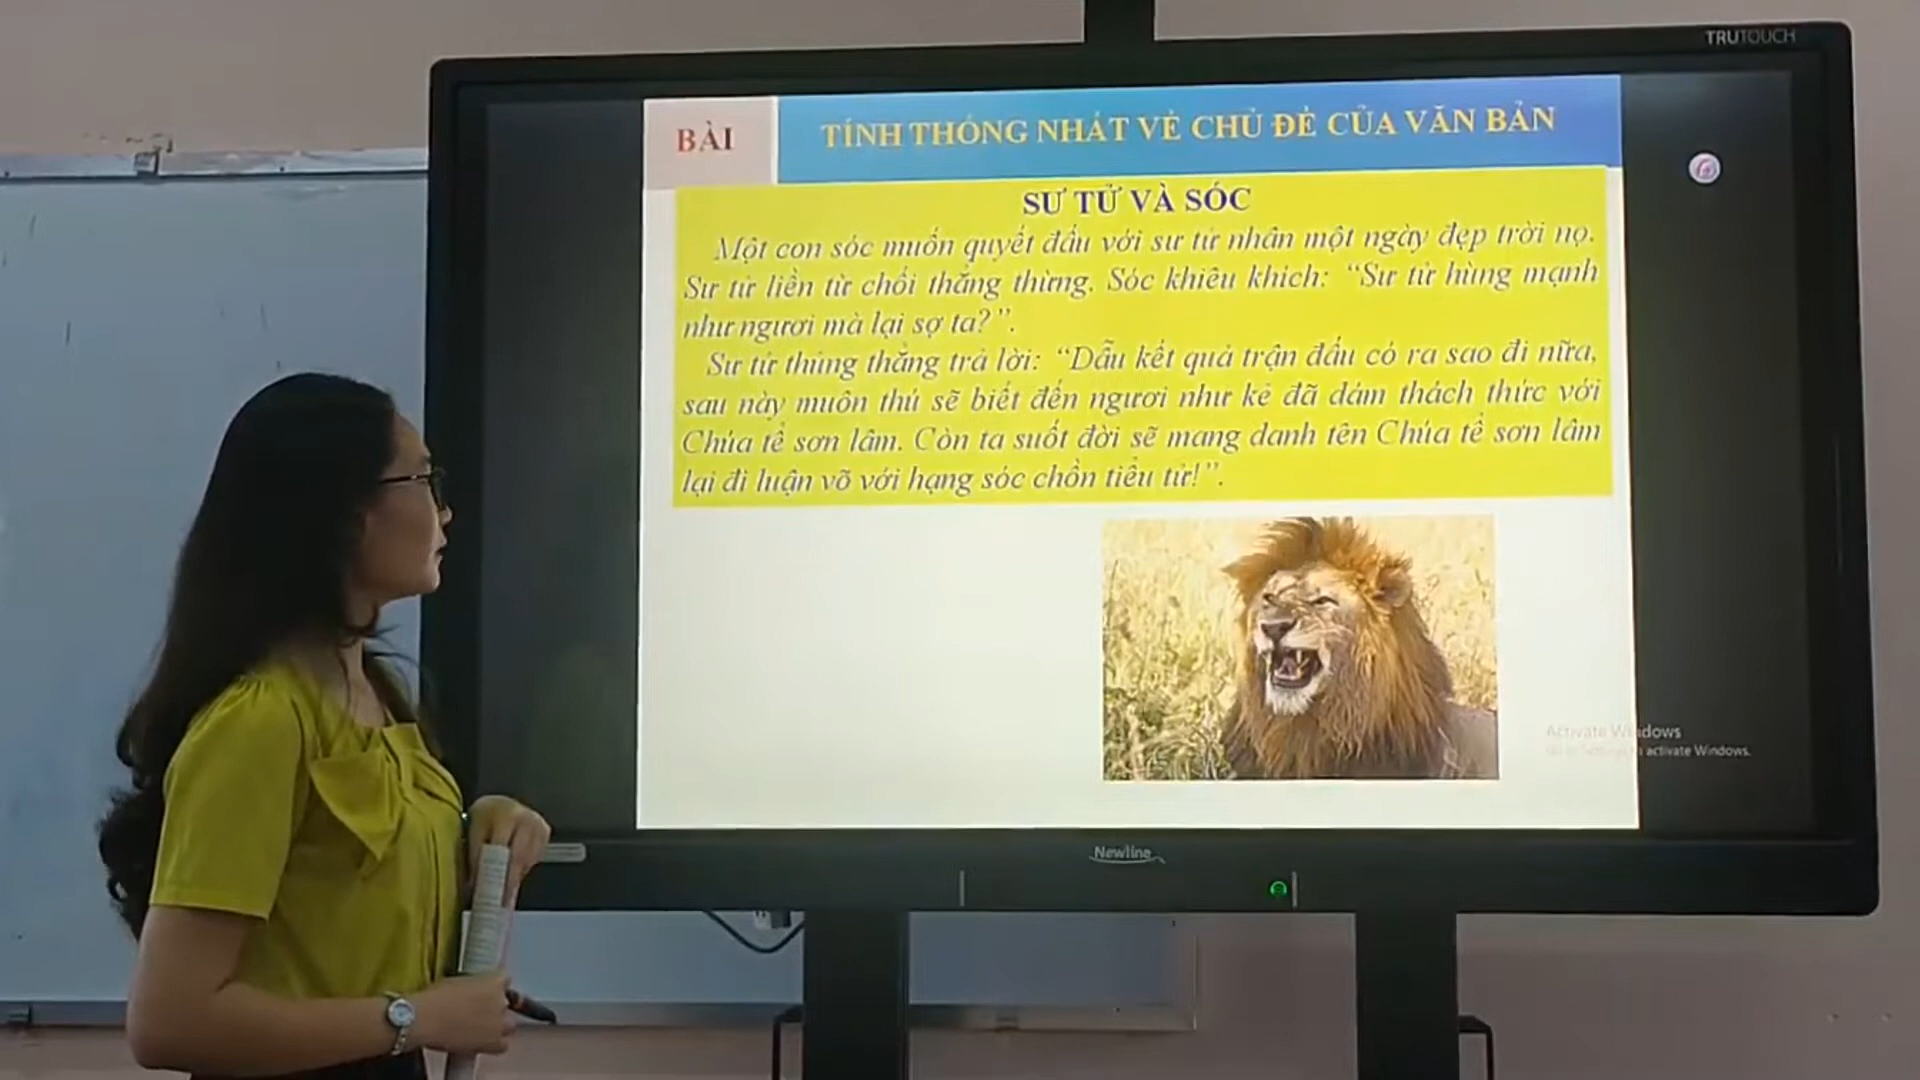 TRUTOUCH
BÀI
TÍNH THỐNG NHẤT VỀ CHỦ ĐỀ CỦA VĂN BẢN
SƯ TỬ VÀ SÓC
Một con sóc muốn quyết đấu với sư tử nhân một ngày đẹp trời nọ.
Sư tử liền từ chối thẳng thừng. Sóc khiêu khích: “Sư tử hùng mạnh
như ngươi mà lại sợ ta?”.
Sư tử thủng thẳng trả lời: “Dẫu kết quả trận đấu có ra sao đi nữa,
sau này muôn thú sẽ biết đến ngươi như kẻ đã dám thách thức với
Chúa tể sơn lâm. Còn ta suốt đời sẽ mang danh tên Chúa tể sơn lâm
lại đi luận võ với hạng sóc chồn tiểu tử!”.
Activate Windows
Go to Settings to activate Windows.
Newline